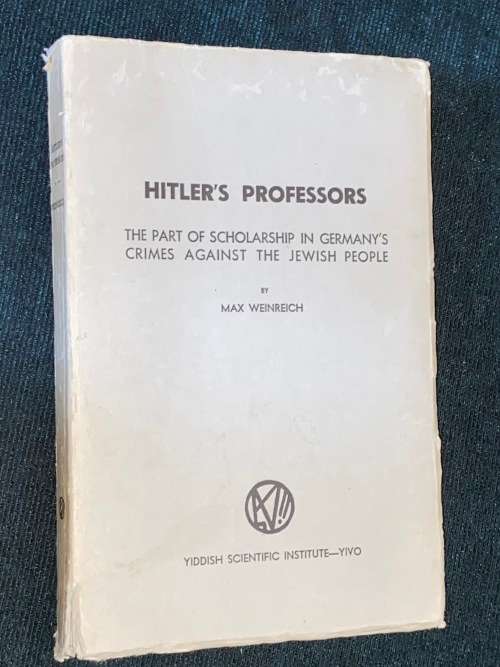 HITLER'S PROFESSORS
THE PART OF SCHOLARSHIP IN GERMANY'S
CRIMES AGAINST THE JEWISH PEOPLE
BY
MAX WEINREICH
YIDDISH SCIENTIFIC INSTITUTE—YIVO